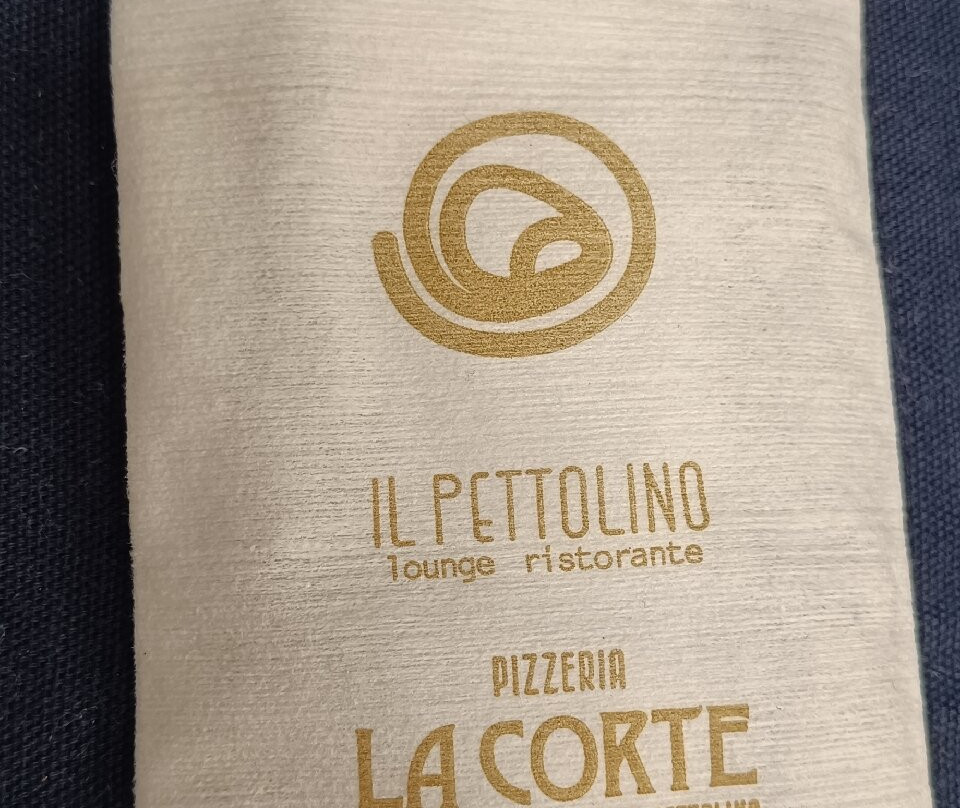 IL PETTOLINO
lounge ristorante
PIZZERIA
LA CORTE